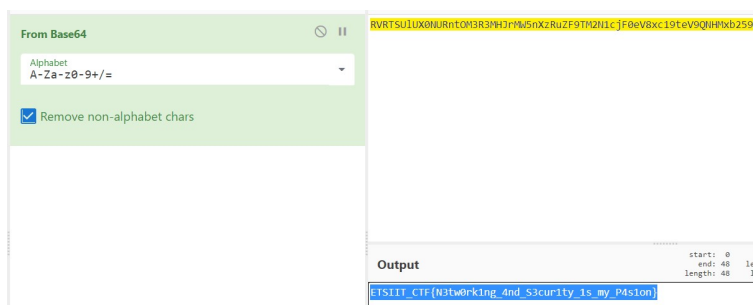 From Base64
Alphabet
A-Za-z0-9+/=
Remove non-alphabet chars
RVRTSUlUX0NURntOM3R3MHJrMW5nXzRuZF9TM2N1cjF0eV8xc19teV9QNHMxb259
Output
start: 0
end: 48
length: 48
ETSIIT_CTF{N3tw0rk1ng_4nd_S3cur1ty_1s_my_P4s1on}